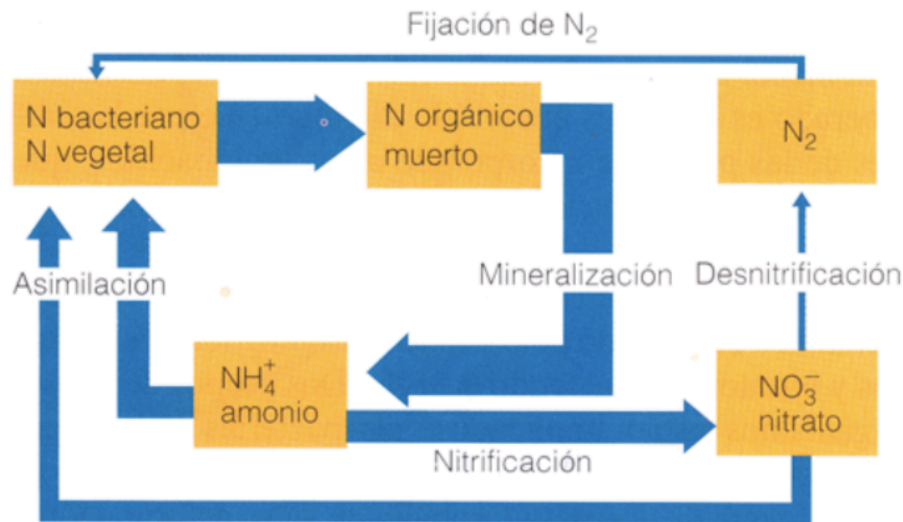 Fijación de N₂
N bacteriano
N vegetal
N orgánico
muerto
N₂
Asimilación
Mineralización
Desnitrificación
NH₄⁺
amonio
NO₃⁻
nitrato
Nitrificación